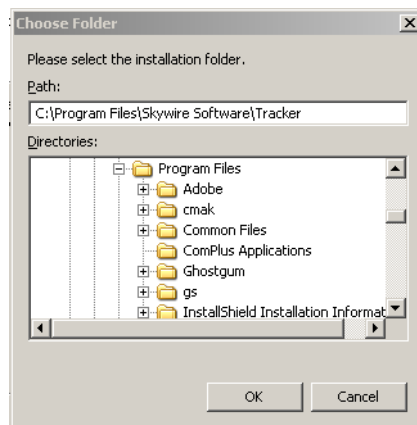 Choose Folder
Please select the installation folder.
Path:
C:\Program Files\Skywire Software\Tracker
Directories:
Program Files
Adobe
cmak
Common Files
ComPlus Applications
Ghostgum
gs
InstallShield Installation Informat
OK Cancel